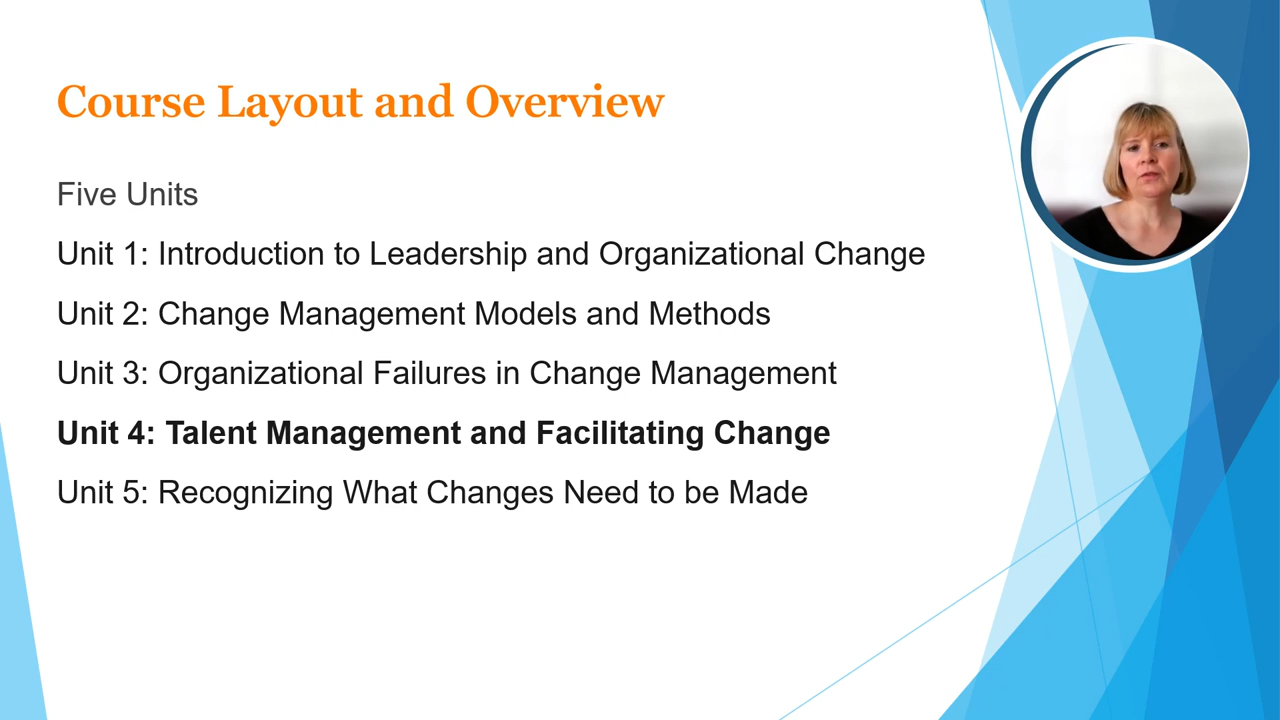 Course Layout and Overview
Five Units
Unit 1: Introduction to Leadership and Organizational Change
Unit 2: Change Management Models and Methods
Unit 3: Organizational Failures in Change Management
Unit 4: Talent Management and Facilitating Change
Unit 5: Recognizing What Changes Need to be Made